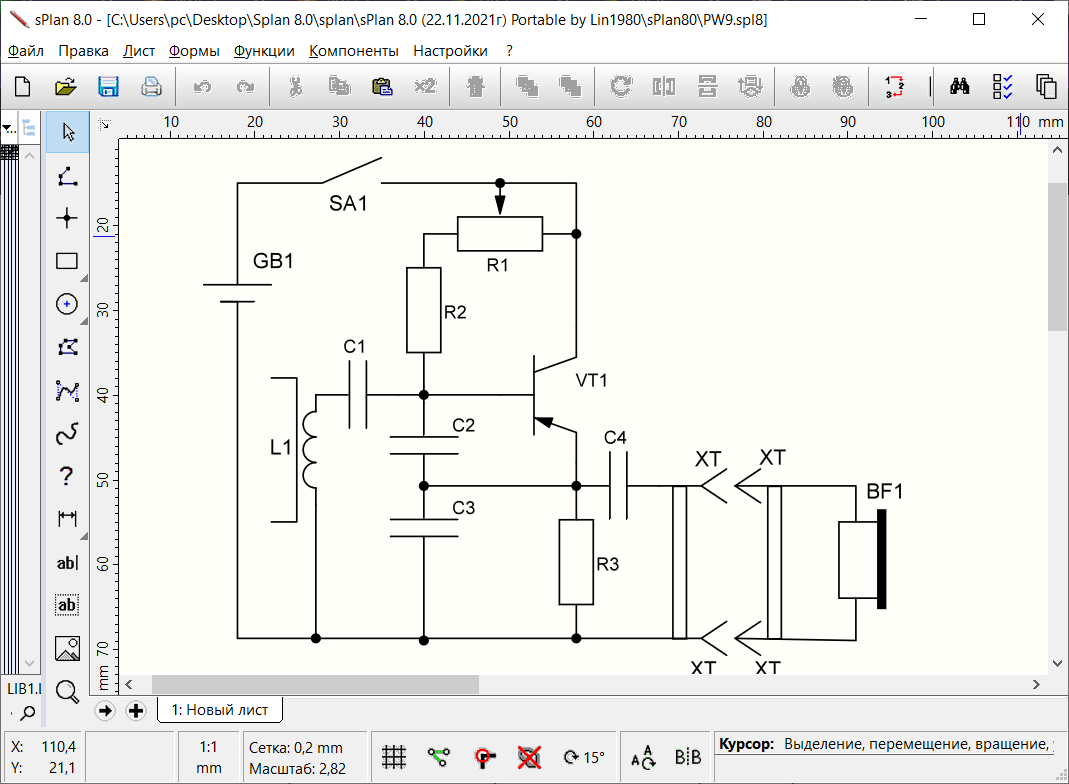 sPlan 8.0 - [C:\Users\pc\Desktop\Splan 8.0\splan\sPlan 8.0 (22.11.2021г) Portable by Lin1980\sPlan80\PW9.spl8]
Файл Правка Лист Формы Функции Компоненты Настройки ?
×2
10 20 30 40 50 60 70 80 90 100 110 mm
SA1
20
GB1
R1
30
R2
C1
VT1
40
C2
C4
L1
XT XT
50
BF1
C3
ab|
60
R3
ab
70
mm
XT XT
LIB1.
1: Новый лист
X: 110,4
Y: 21,1
1:1
mm
Сетка: 0,2 mm
Масштаб: 2,82
15°
A A
B|B
Курсор: Выделение, перемещение, вращение,